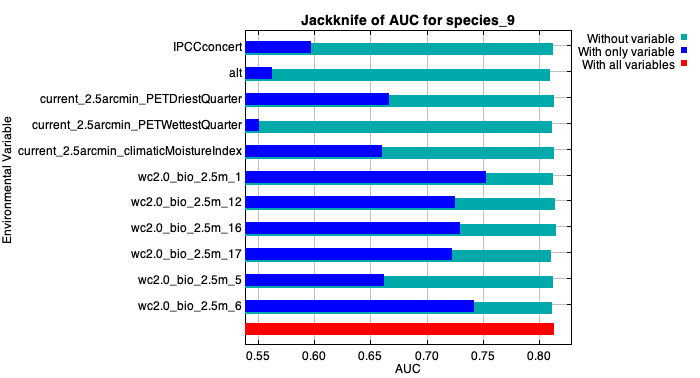 Jackknife of AUC for species_9
Without variable
With only variable
With all variables
Environmental Variable
IPCCconcert
alt
current_2.5arcmin_PETDriestQuarter
current_2.5arcmin_PETWettestQuarter
current_2.5arcmin_climaticMoistureIndex
wc2.0_bio_2.5m_1
wc2.0_bio_2.5m_12
wc2.0_bio_2.5m_16
wc2.0_bio_2.5m_17
wc2.0_bio_2.5m_5
wc2.0_bio_2.5m_6
0.55 0.60 0.65 0.70 0.75 0.80
AUC